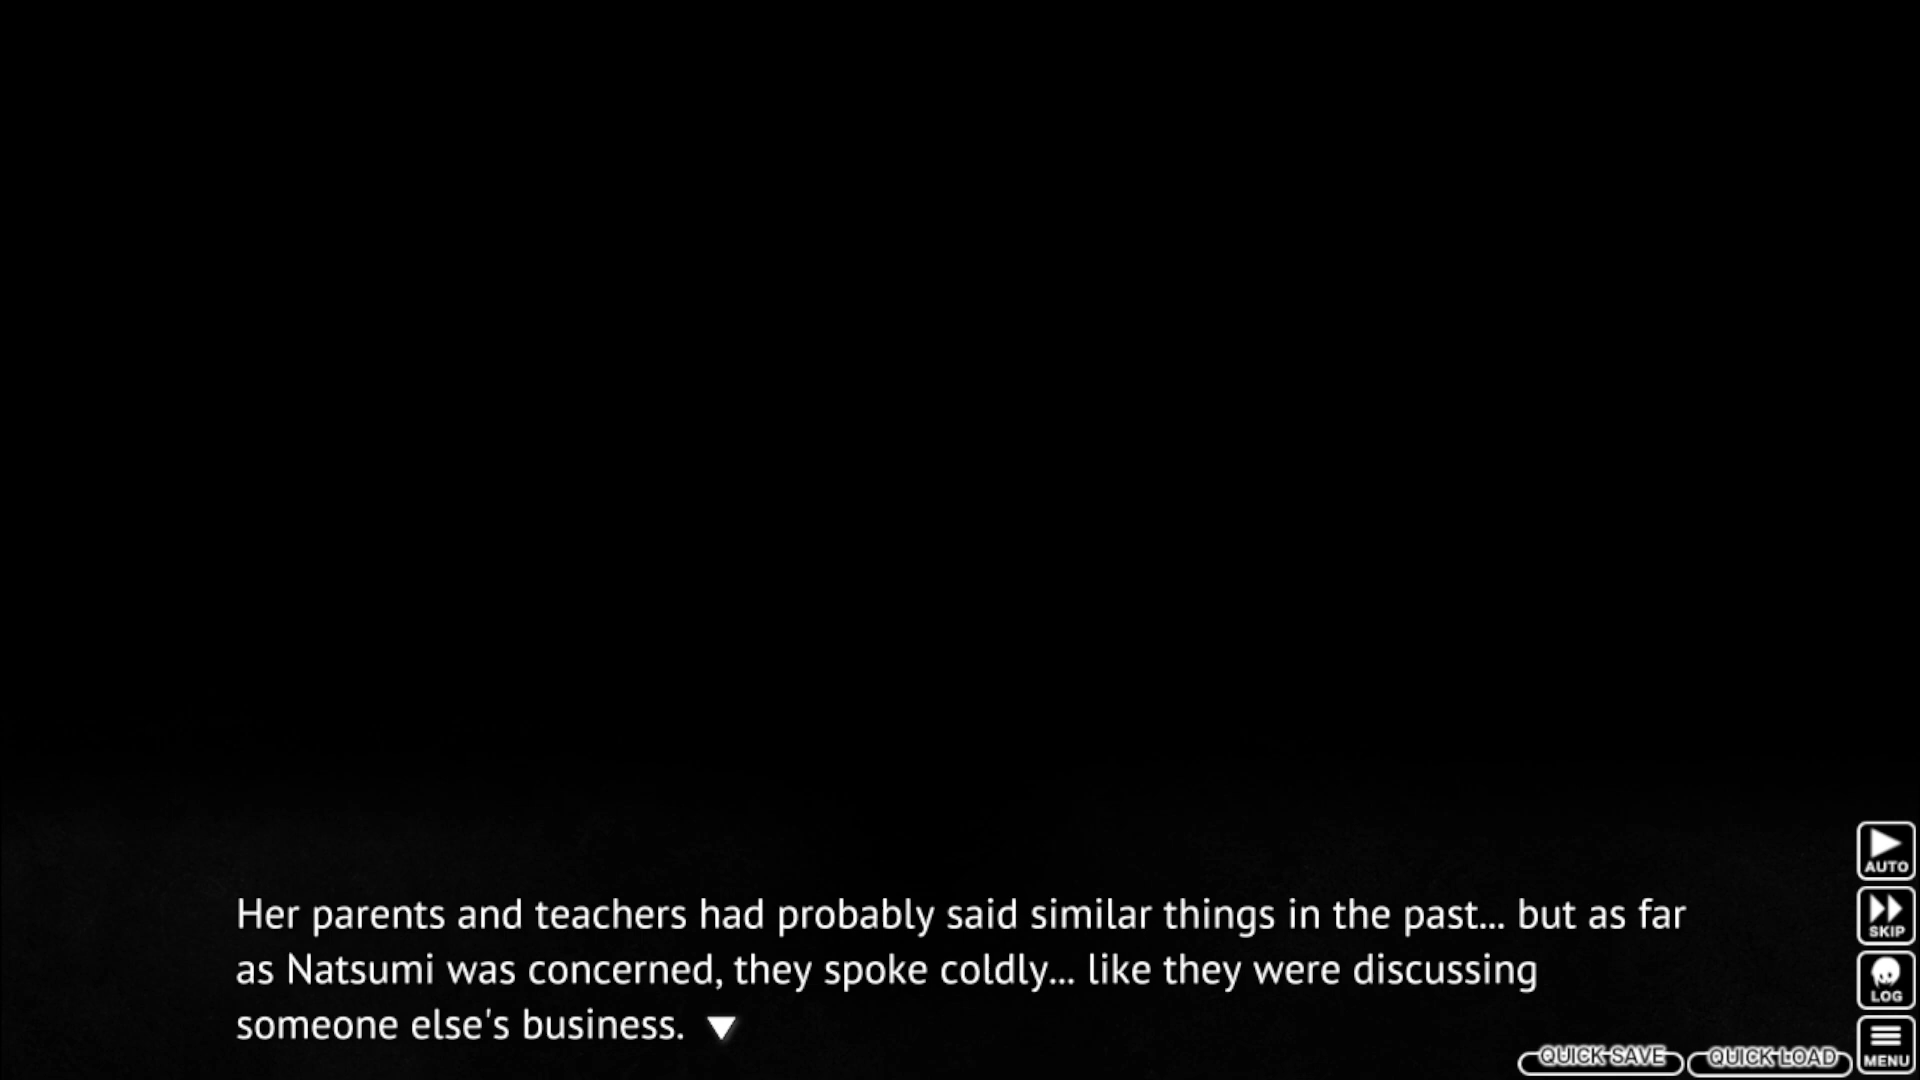 Her parents and teachers had probably said similar things in the past... but as far
as Natsumi was concerned, they spoke coldly... like they were discussing
someone else's business.
AUTO
SKIP
LOG
MENU
QUICK SAVE
QUICK LOAD